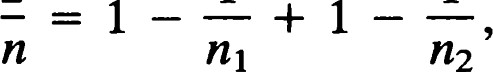 = 1 − + 1 − ,
n n₁ n₂